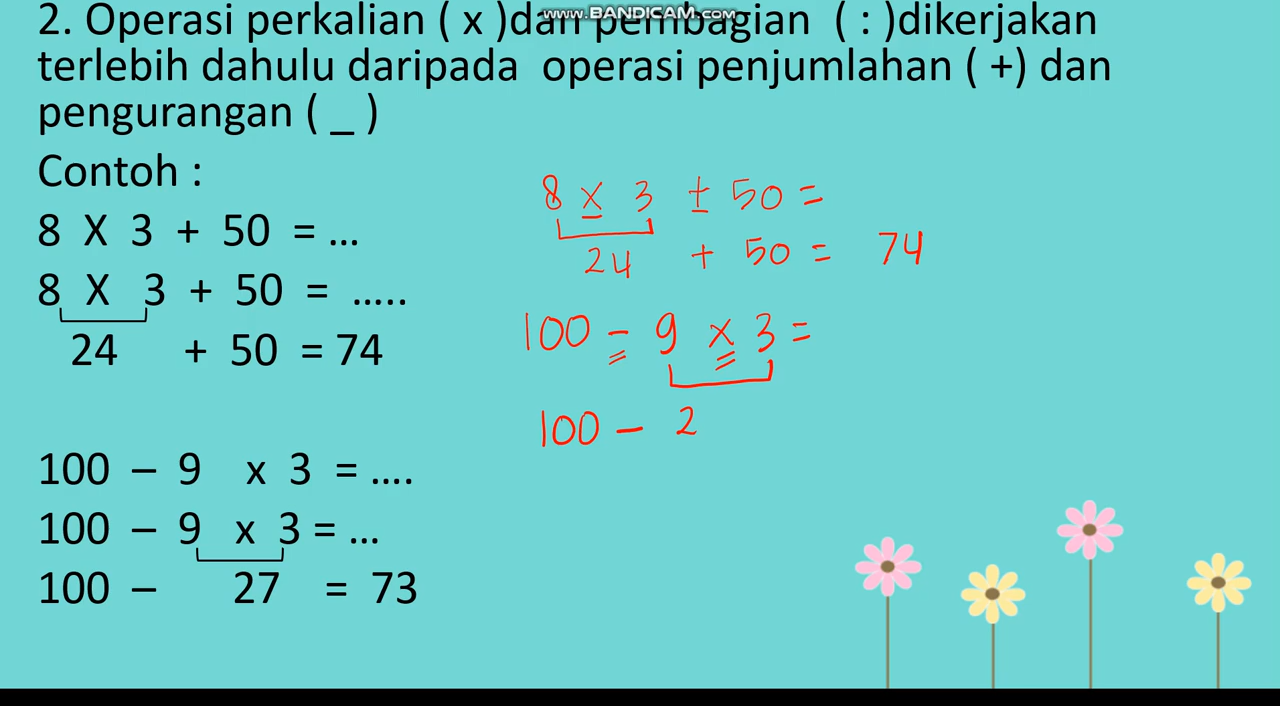 www.BANDICAM.com
2. Operasi perkalian ( x )dan pembagian ( : )dikerjakan
terlebih dahulu daripada operasi penjumlahan ( +) dan
pengurangan ( _ )
Contoh :
8 X 3 + 50 = ...
8 X 3 + 50 = .....
24 + 50 = 74
100 – 9 x 3 = ....
100 – 9 x 3 = ...
100 – 27 = 73
8 x 3 + 50 =
24 + 50 = 74
100 - 9 x 3 =
100 - 2